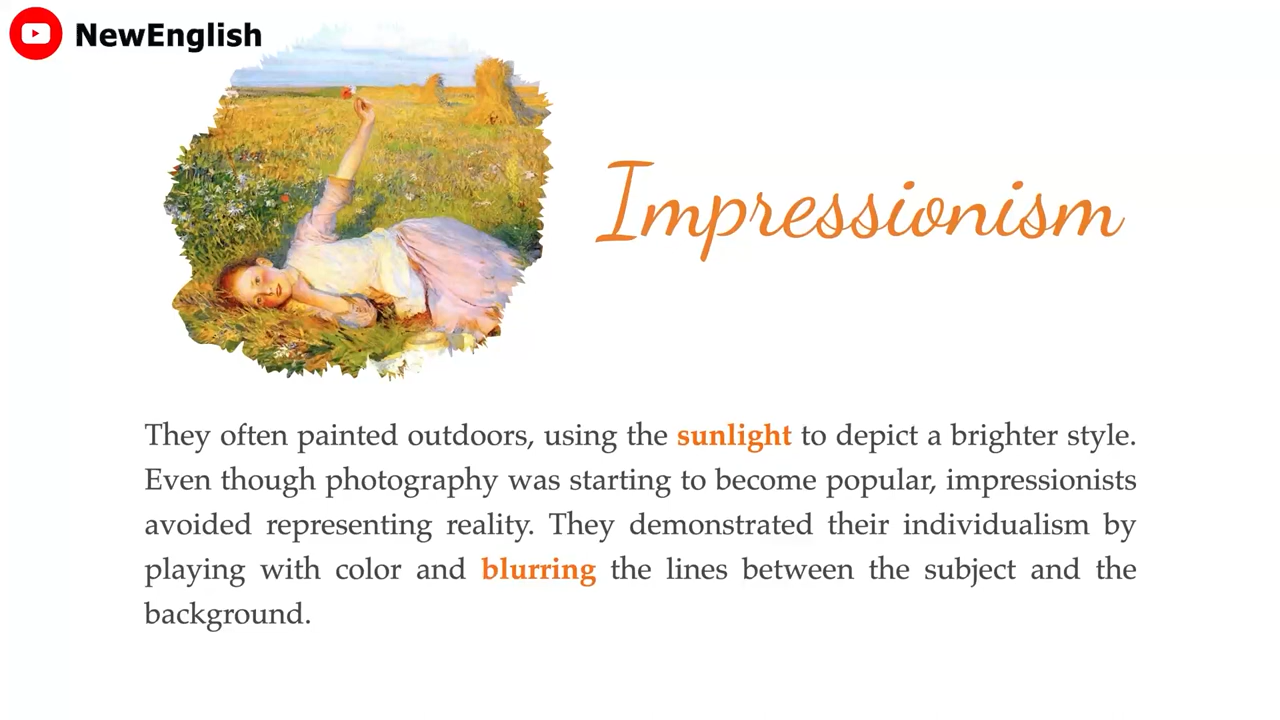 NewEnglish
Impressionism
They often painted outdoors, using the sunlight to depict a brighter style.
Even though photography was starting to become popular, impressionists
avoided representing reality. They demonstrated their individualism by
playing with color and blurring the lines between the subject and the
background.